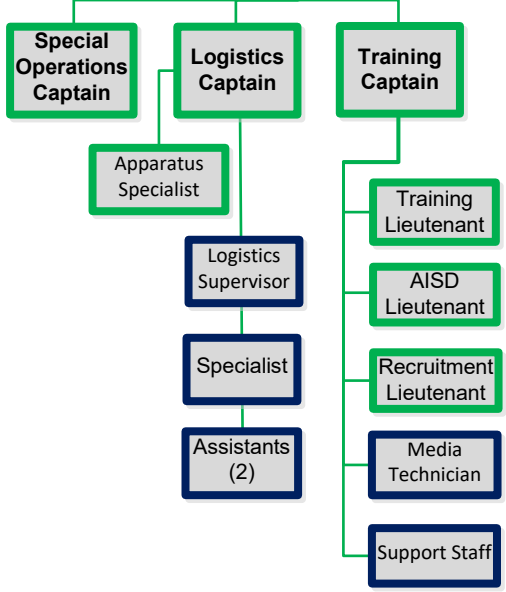 Special
Operations
Captain
Logistics
Captain
Training
Captain
Apparatus
Specialist
Logistics
Supervisor
Specialist
Assistants
(2)
Training
Lieutenant
AISD
Lieutenant
Recruitment
Lieutenant
Media
Technician
Support Staff